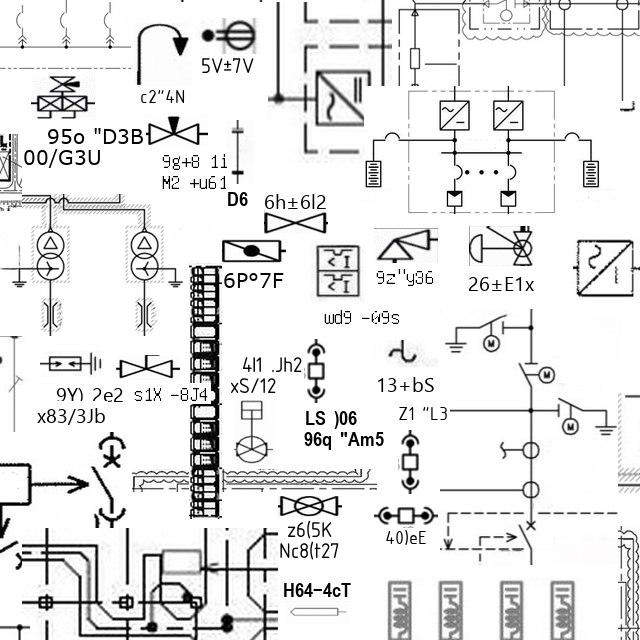 5V±7V
c2"4N
95o "D3B
00/G3U
9g+8 1i
M2 +u61
D6
6h±6l2
6P°7F
9z"y96
26±E1x
wd9 -09s
4l1 .Jh2
xS/12
13+bS
9Y) 2e2
s1X -8J4
x83/3Jb
LS )06
96q "Am5
Z1 "L3
z6(5K
Nc8(t27
40)eE
H64-4cT